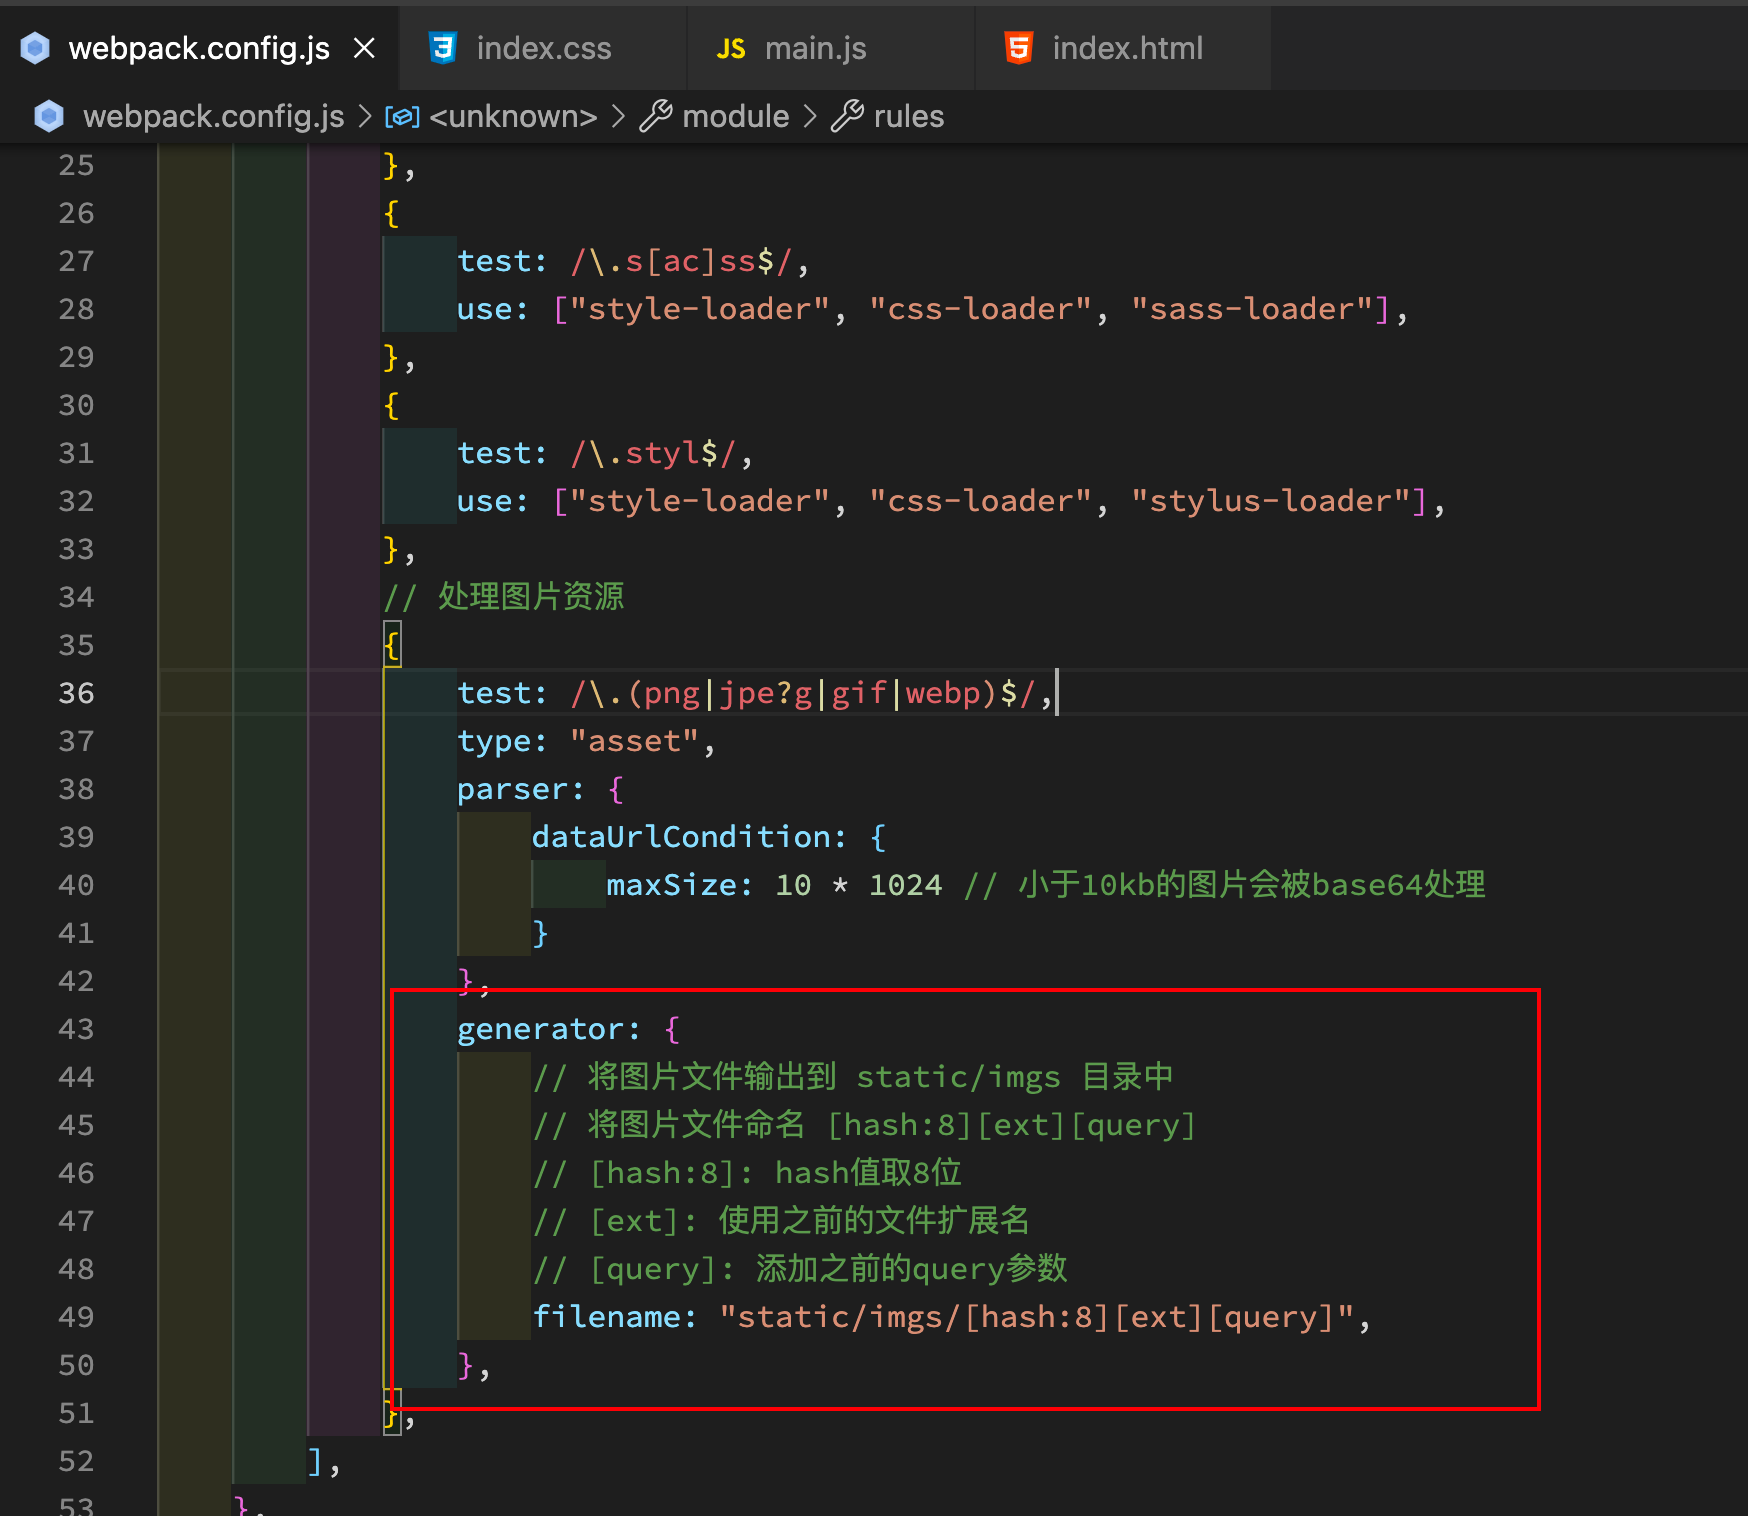 webpack.config.js index.css JS main.js index.html
webpack.config.js > <unknown> > module > rules
25 },
26 {
27 test: /\.s[ac]ss$/,
28 use: ["style-loader", "css-loader", "sass-loader"],
29 },
30 {
31 test: /\.styl$/,
32 use: ["style-loader", "css-loader", "stylus-loader"],
33 },
34 // 处理图片资源
35 {
36 test: /\.(png|jpe?g|gif|webp)$/,
37 type: "asset",
38 parser: {
39 dataUrlCondition: {
40 maxSize: 10 * 1024 // 小于10kb的图片会被base64处理
41 }
42 },
43 generator: {
44 // 将图片文件输出到 static/imgs 目录中
45 // 将图片文件命名 [hash:8][ext][query]
46 // [hash:8]: hash值取8位
47 // [ext]: 使用之前的文件扩展名
48 // [query]: 添加之前的query参数
49 filename: "static/imgs/[hash:8][ext][query]",
50 },
51 },
52 ],
53 },